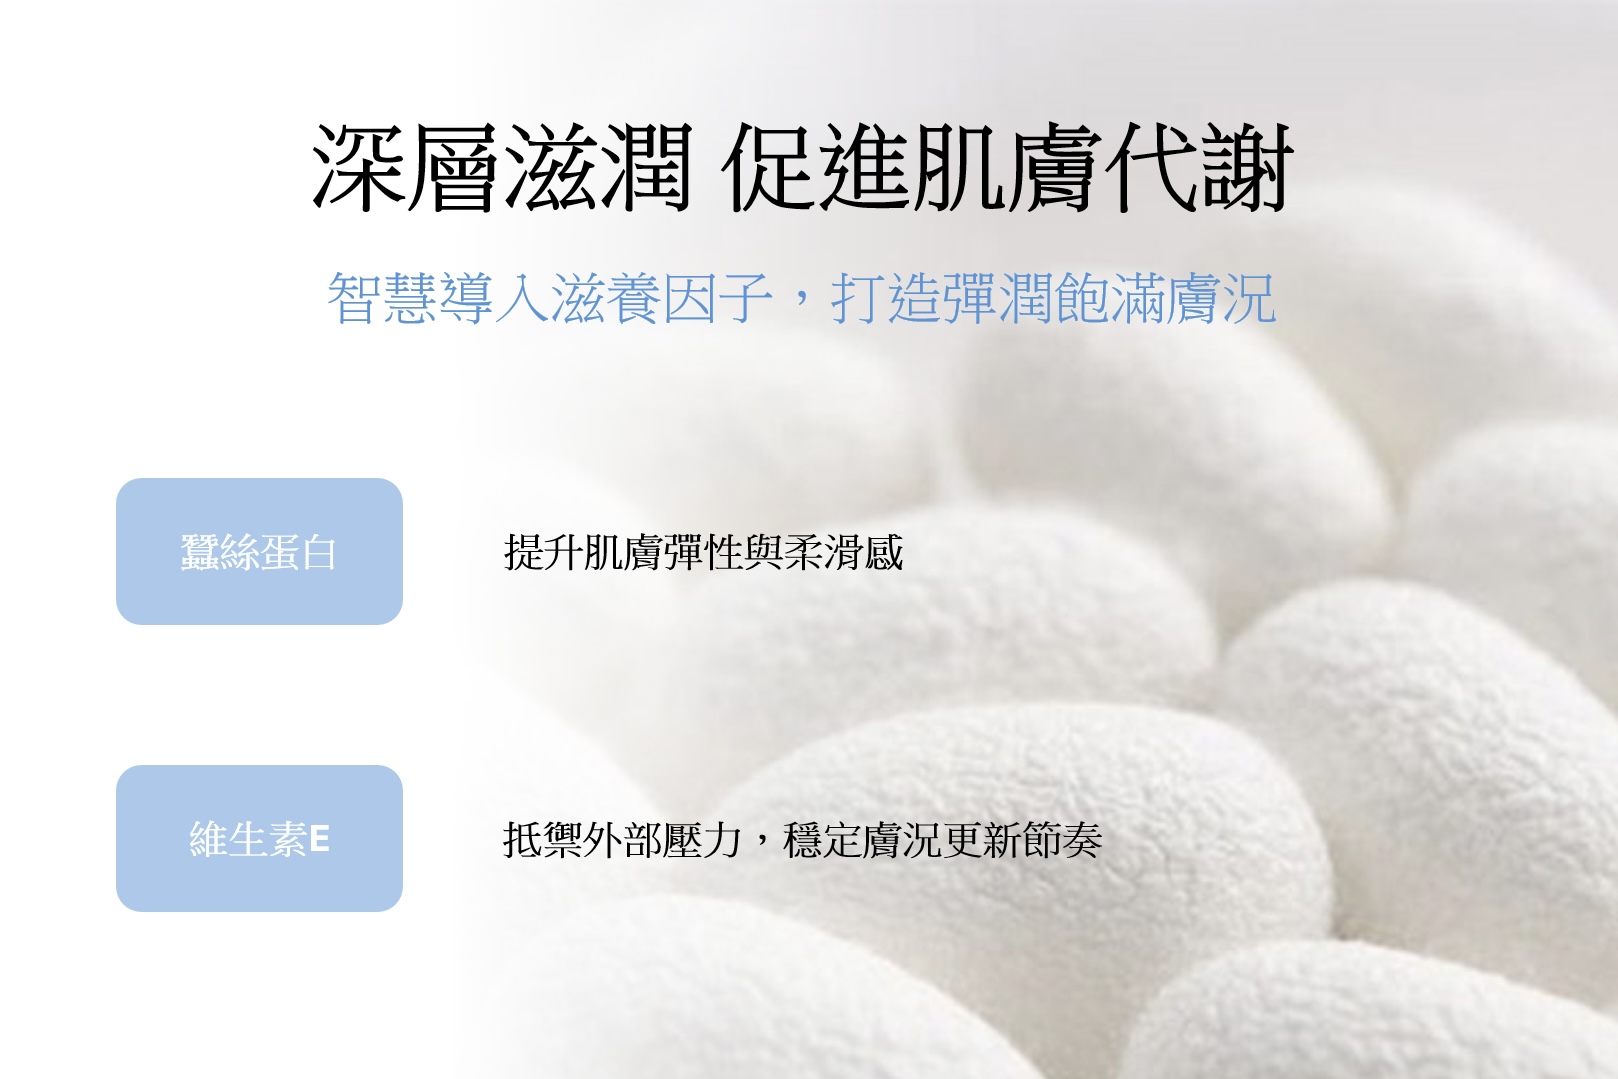 深層滋潤 促進肌膚代謝
智慧導入滋養因子，打造彈潤飽滿膚況
蠶絲蛋白
提升肌膚彈性與柔滑感
維生素E
抵禦外部壓力，穩定膚況更新節奏